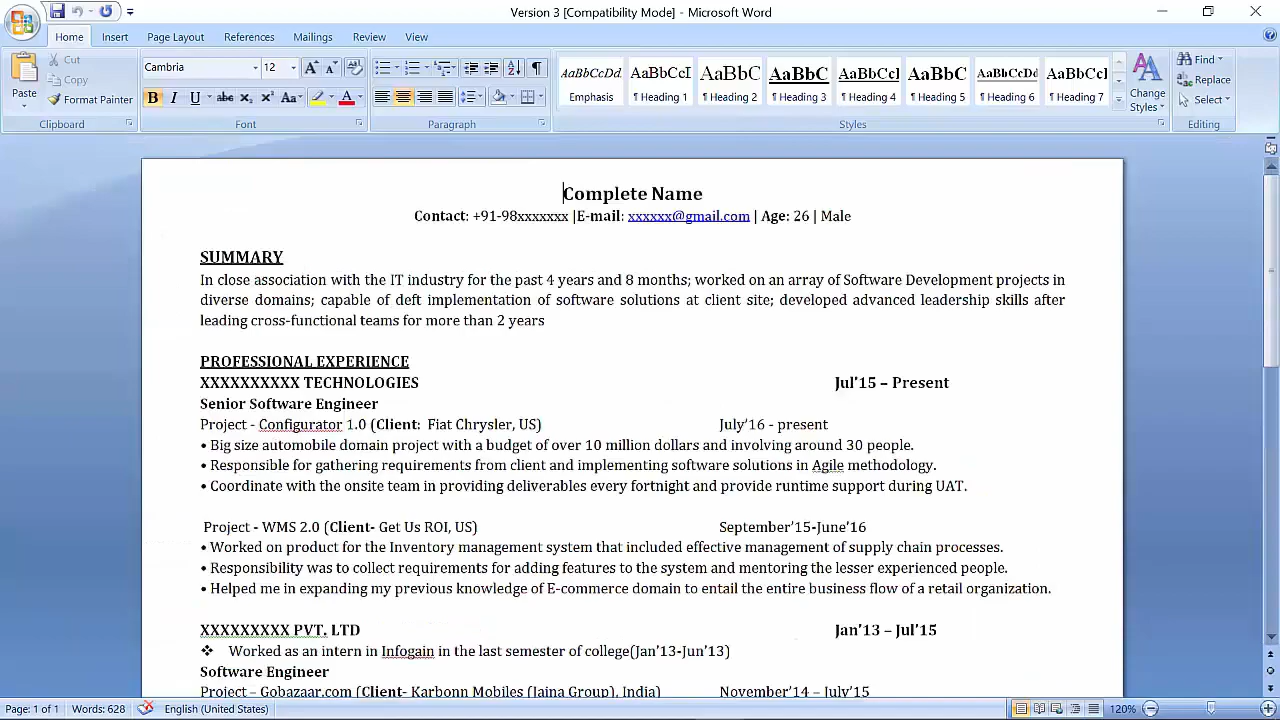 Version 3 [Compatibility Mode] - Microsoft Word
Home Insert Page Layout References Mailings Review View
Paste Cut Copy Format Painter
Cambria 12
AaBbCcDd AaBbCcI AaBbC AaBbC AaBbCcI AaBbC AaBbCcDd AaBbCcI
Emphasis ¶ Heading 1 ¶ Heading 2 ¶ Heading 3 ¶ Heading 4 ¶ Heading 5 ¶ Heading 6 ¶ Heading 7
Change Styles
Find Replace Select
Clipboard Font Paragraph Styles Editing
Complete Name
Contact: +91-98xxxxxxx |E-mail: xxxxxx@gmail.com | Age: 26 | Male
SUMMARY
In close association with the IT industry for the past 4 years and 8 months; worked on an array of Software Development projects in
diverse domains; capable of deft implementation of software solutions at client site; developed advanced leadership skills after
leading cross-functional teams for more than 2 years
PROFESSIONAL EXPERIENCE
XXXXXXXXXX TECHNOLOGIES Jul'15 – Present
Senior Software Engineer
Project - Configurator 1.0 (Client: Fiat Chrysler, US) July'16 - present
• Big size automobile domain project with a budget of over 10 million dollars and involving around 30 people.
• Responsible for gathering requirements from client and implementing software solutions in Agile methodology.
• Coordinate with the onsite team in providing deliverables every fortnight and provide runtime support during UAT.
Project - WMS 2.0 (Client- Get Us ROI, US) September'15-June'16
• Worked on product for the Inventory management system that included effective management of supply chain processes.
• Responsibility was to collect requirements for adding features to the system and mentoring the lesser experienced people.
• Helped me in expanding my previous knowledge of E-commerce domain to entail the entire business flow of a retail organization.
XXXXXXXXX PVT. LTD Jan'13 – Jul'15
❖ Worked as an intern in Infogain in the last semester of college(Jan'13-Jun'13)
Software Engineer
Project – Gobazaar.com (Client- Karbonn Mobiles (Jaina Group), India) November'14 – July'15
Page: 1 of 1 Words: 628 English (United States) 120%